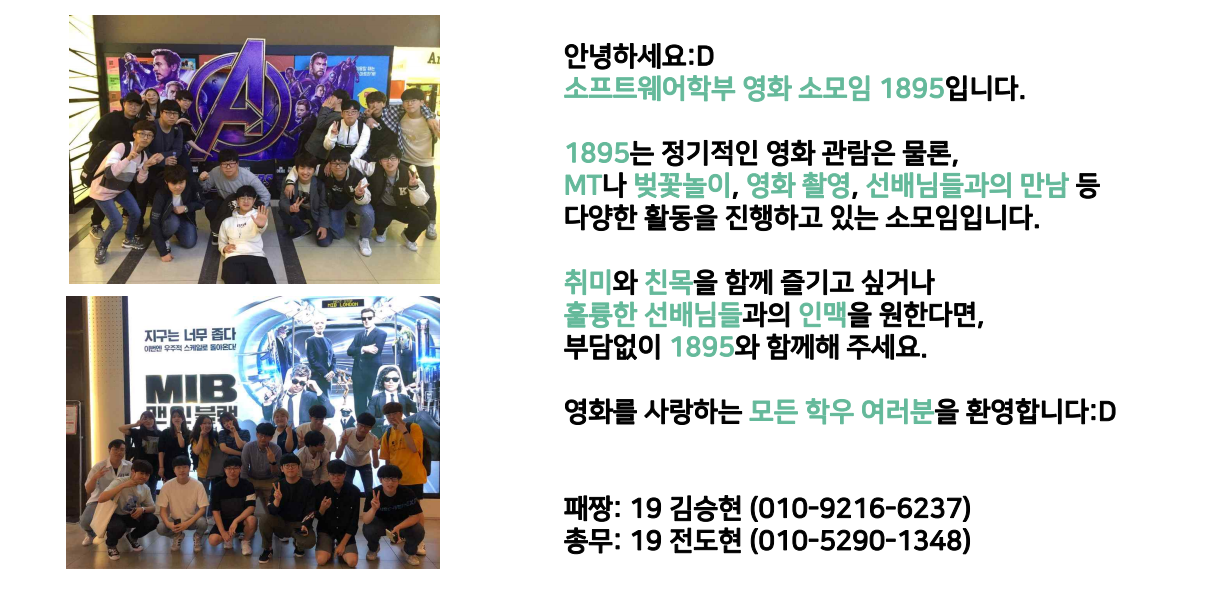 안녕하세요:D
소프트웨어학부 영화 소모임 1895입니다.
1895는 정기적인 영화 관람은 물론,
MT나 벚꽃놀이, 영화 촬영, 선배님들과의 만남 등
다양한 활동을 진행하고 있는 소모임입니다.
취미와 친목을 함께 즐기고 싶거나
훌륭한 선배님들과의 인맥을 원한다면,
부담없이 1895와 함께해 주세요.
영화를 사랑하는 모든 학우 여러분을 환영합니다:D
패짱: 19 김승현 (010-9216-6237)
총무: 19 전도현 (010-5290-1348)
MIB LONDON
지구는 너무 좁다
이번엔 우주적 스케일로 돌아온다!
MIB